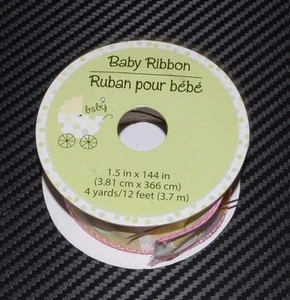 Baby Ribbon
Ruban pour bébé
baby
1.5 in x 144 in
(3.81 cm x 366 cm)
4 yards/12 feet (3.7 m)